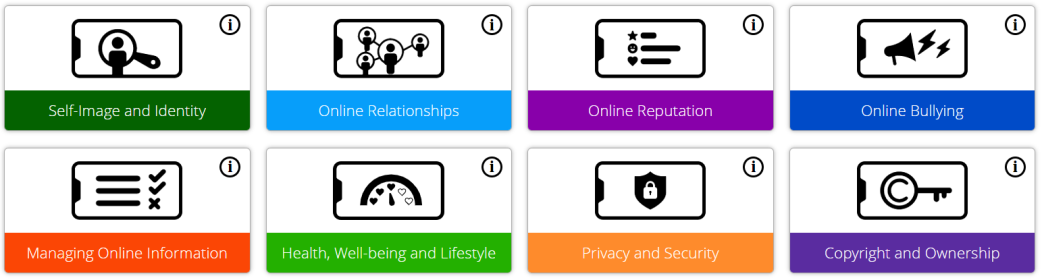 Self-Image and Identity
Online Relationships
Online Reputation
Online Bullying
Managing Online Information
Health, Well-being and Lifestyle
Privacy and Security
Copyright and Ownership